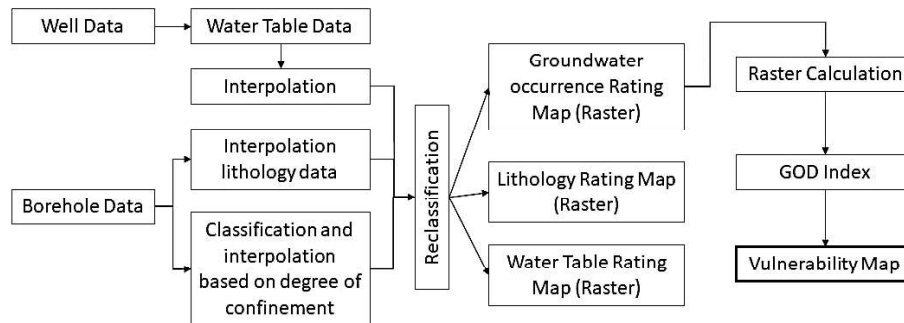 Well Data
Water Table Data
Interpolation
Borehole Data
Interpolation
lithology data
Classification and
interpolation
based on degree of
confinement
Reclassification
Groundwater
occurrence Rating
Map (Raster)
Lithology Rating Map
(Raster)
Water Table Rating
Map (Raster)
Raster Calculation
GOD Index
Vulnerability Map